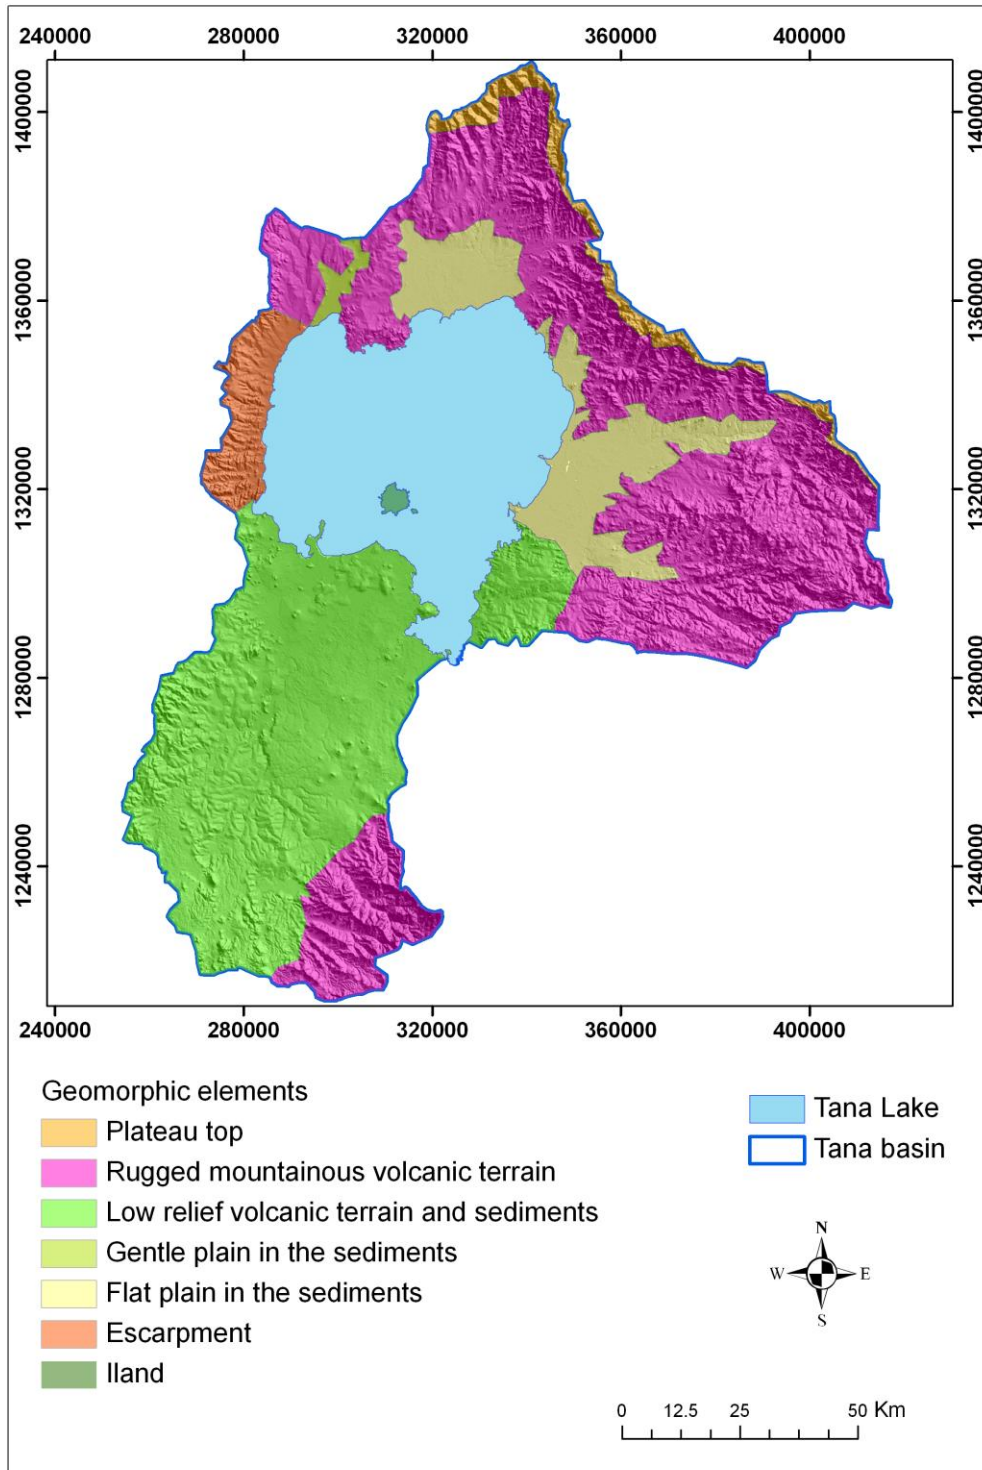 240000 280000 320000 360000 400000
1400000 1400000
1360000 1360000
1320000 1320000
1280000 1280000
1240000 1240000
240000 280000 320000 360000 400000
Geomorphic elements
Plateau top
Rugged mountainous volcanic terrain
Low relief volcanic terrain and sediments
Gentle plain in the sediments
Flat plain in the sediments
Escarpment
Iland
Tana Lake
Tana basin
N
W E
S
0 12.5 25 50 Km